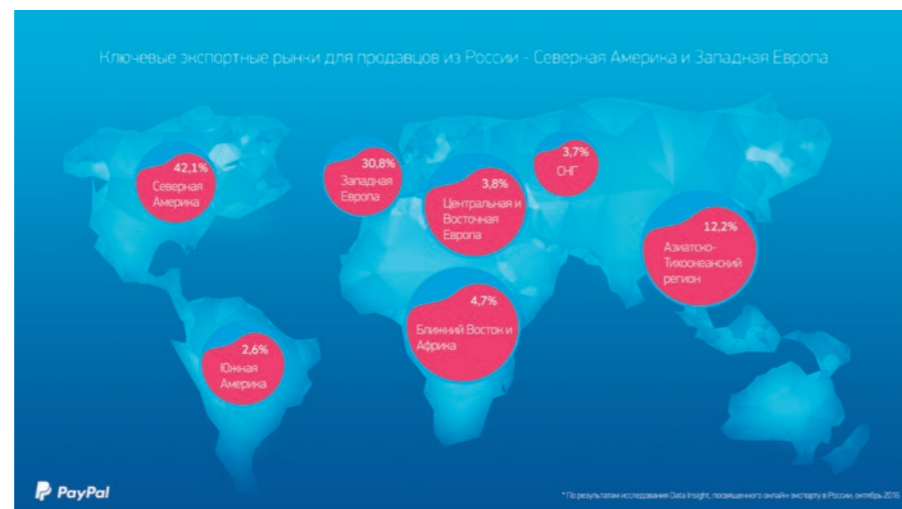 Ключевые экспортные рынки для продавцов из России - Северная Америка и Западная Европа
42,1%
Северная
Америка
30,8%
Западная
Европа
3,8%
Центральная и
Восточная
Европа
3,7%
СНГ
12,2%
Азиатско-
Тихоокеанский
регион
4,7%
Ближний Восток и
Африка
2,6%
Южная
Америка
PayPal
* По результатам исследования Data Insight, посвященного онлайн экспорту в России, октябрь 2016